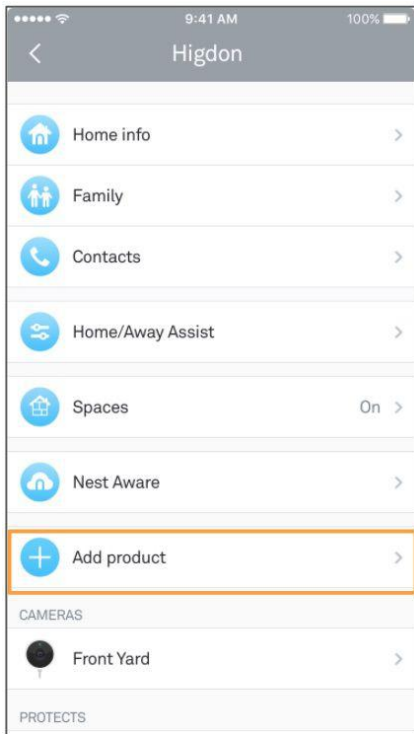 9:41 AM
100%
Higdon
Home info
Family
Contacts
Home/Away Assist
Spaces
On
Nest Aware
Add product
CAMERAS
Front Yard
PROTECTS